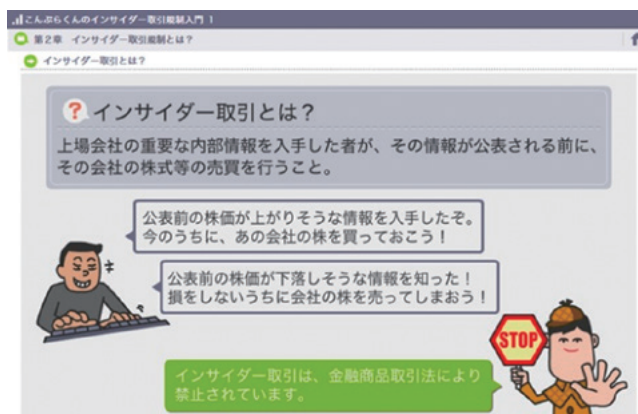 こんぷらくんのインサイダー取引規制入門 1
第2章 インサイダー取引規制とは？
インサイダー取引とは？
? インサイダー取引とは？
上場会社の重要な内部情報を入手した者が、その情報が公表される前に、
その会社の株式等の売買を行うこと。
公表前の株価が上がりそうな情報を入手したぞ。
今のうちに、あの会社の株を買っておこう！
公表前の株価が下落しそうな情報を知った！
損をしないうちに会社の株を売ってしまおう！
STOP
インサイダー取引は、金融商品取引法により
禁止されています。